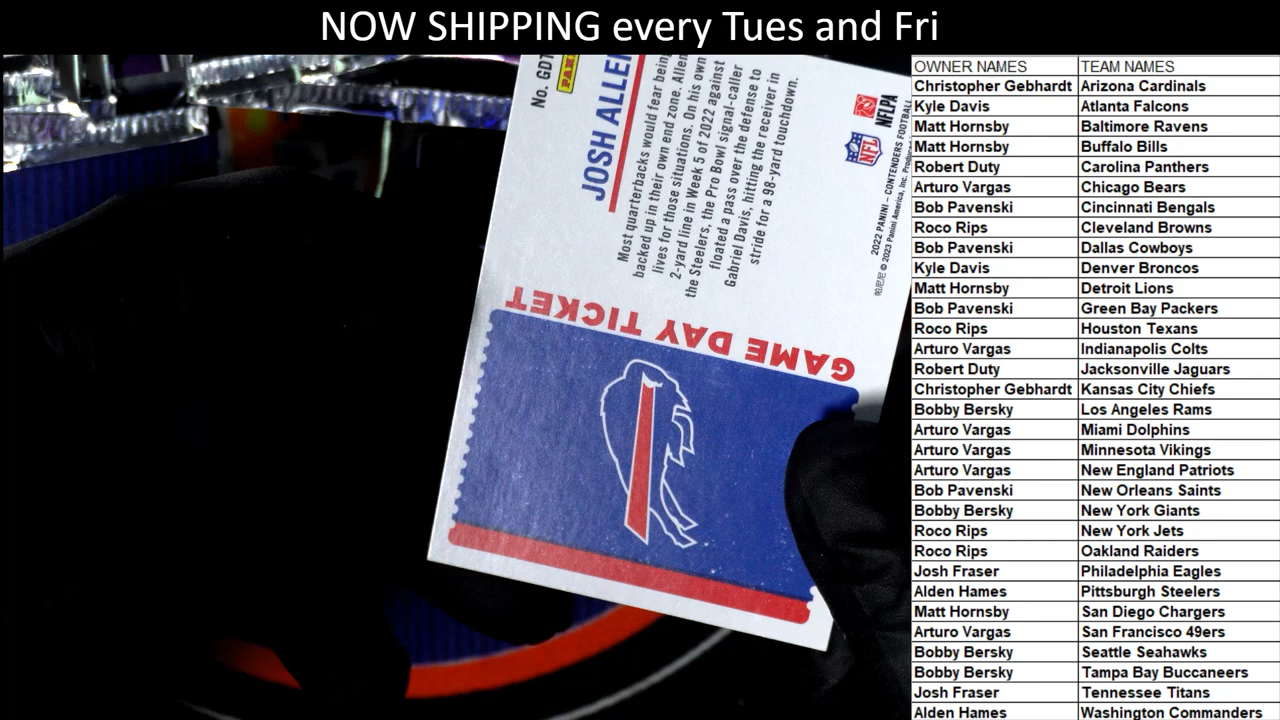 NOW SHIPPING every Tues and Fri
OWNER NAMES TEAM NAMES
Christopher Gebhardt Arizona Cardinals
Kyle Davis Atlanta Falcons
Matt Hornsby Baltimore Ravens
Matt Hornsby Buffalo Bills
Robert Duty Carolina Panthers
Arturo Vargas Chicago Bears
Bob Pavenski Cincinnati Bengals
Roco Rips Cleveland Browns
Bob Pavenski Dallas Cowboys
Kyle Davis Denver Broncos
Matt Hornsby Detroit Lions
Bob Pavenski Green Bay Packers
Roco Rips Houston Texans
Arturo Vargas Indianapolis Colts
Robert Duty Jacksonville Jaguars
Christopher Gebhardt Kansas City Chiefs
Bobby Bersky Los Angeles Rams
Arturo Vargas Miami Dolphins
Arturo Vargas Minnesota Vikings
Arturo Vargas New England Patriots
Bob Pavenski New Orleans Saints
Bobby Bersky New York Giants
Roco Rips New York Jets
Roco Rips Oakland Raiders
Josh Fraser Philadelphia Eagles
Alden Hames Pittsburgh Steelers
Matt Hornsby San Diego Chargers
Arturo Vargas San Francisco 49ers
Bobby Bersky Seattle Seahawks
Bobby Bersky Tampa Bay Buccaneers
Josh Fraser Tennessee Titans
Alden Hames Washington Commanders
No. GDT
JOSH ALLE
Most quarterbacks would fear being
backed up in their own end zone. Allen
lives for those situations. On his own
2-yard line in Week 5 of 2022 against
the Steelers, the Pro Bowl signal-caller
floated a pass over the defense to
Gabriel Davis, hitting the receiver in
stride for a 98-yard touchdown.
NFL
NFLPA
2022 PANINI – CONTENDERS FOOTBALL
© 2023 Panini America, Inc.
GAME DAY TICKET